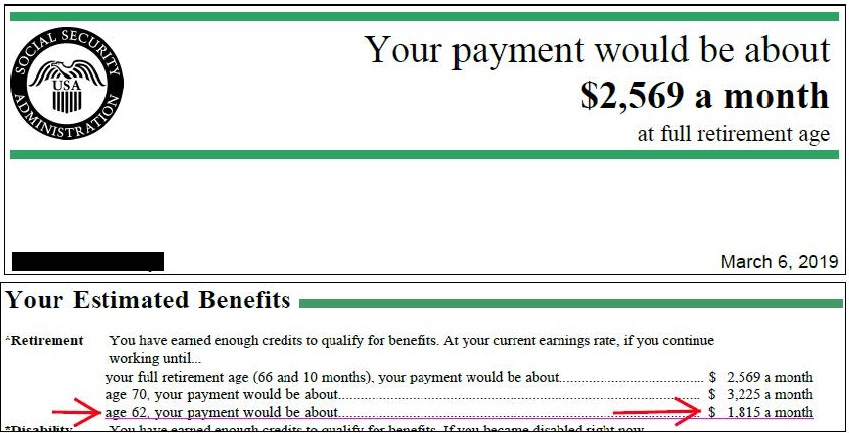 SOCIAL SECURITY ADMINISTRATION
USA
Your payment would be about
$2,569 a month
at full retirement age
March 6, 2019
Your Estimated Benefits
*Retirement You have earned enough credits to qualify for benefits. At your current earnings rate, if you continue
working until...
your full retirement age (66 and 10 months), your payment would be about................ $ 2,569 a month
age 70, your payment would be about................ $ 3,225 a month
age 62, your payment would be about................ $ 1,815 a month
*Disability You have earned enough credits to qualify for benefits. If you became disabled right now